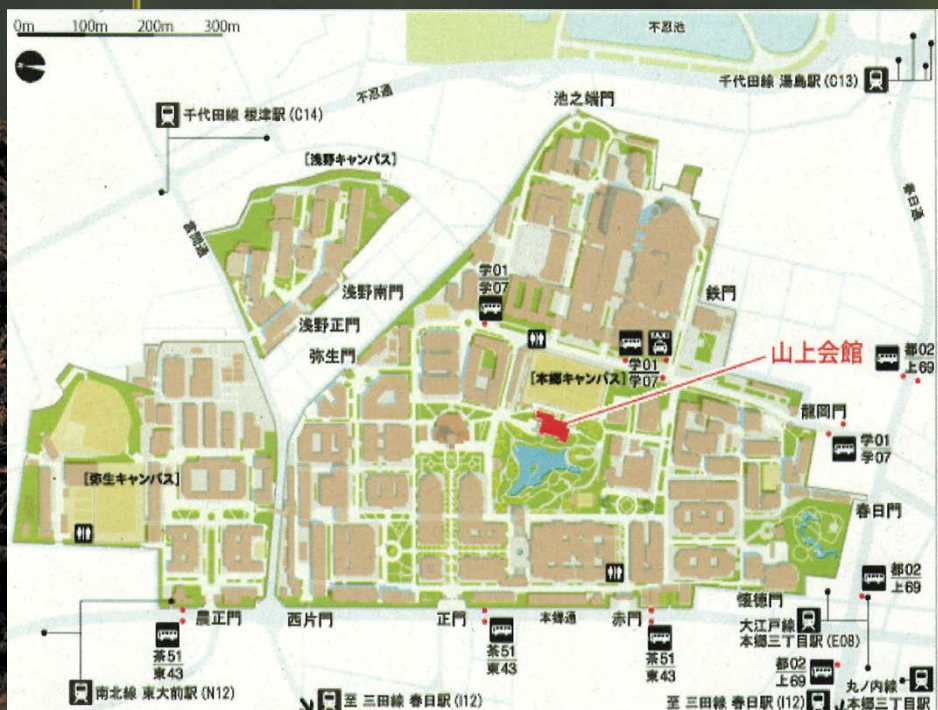 0m 100m 200m 300m
不忍池
千代田線 湯島駅(C13)
不忍通
池之端門
千代田線 根津駅(C14)
[浅野キャンパス]
春日通
言問通
学01
学07
浅野南門
鉄門
浅野正門
弥生門
TAXI
学01
学07
[本郷キャンパス]
山上会館
都02
上69
龍岡門
学01
学07
[弥生キャンパス]
春日門
都02
上69
懐徳門
農正門
西片門
正門
本郷通
赤門
大江戸線
本郷三丁目駅(E08)
茶51
東43
茶51
東43
茶51
東43
都02
上69
丸ノ内線
本郷三丁目駅
南北線 東大前駅(N12)
至 三田線 春日駅(I12)
至 三田線 春日駅(I12)